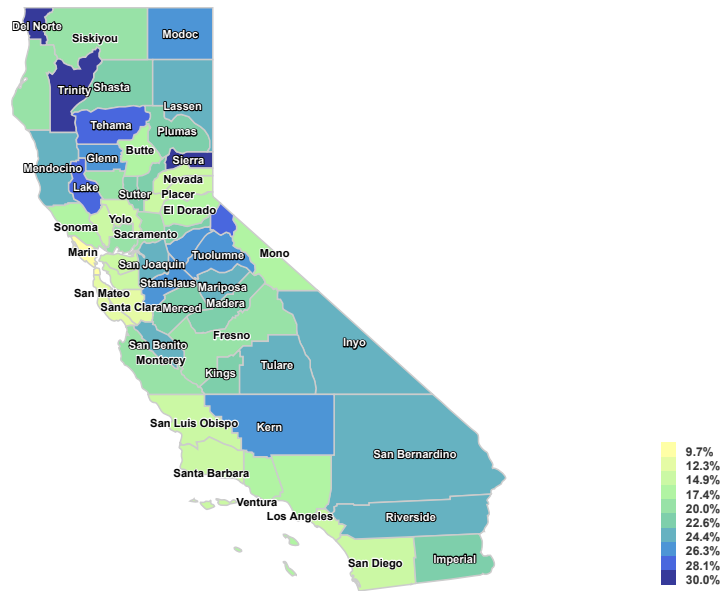 Del Norte
Siskiyou
Modoc
Trinity
Shasta
Lassen
Tehama
Plumas
Butte
Glenn
Sierra
Mendocino
Nevada
Lake
Sutter
Placer
El Dorado
Yolo
Sonoma
Sacramento
Marin
Tuolumne
Mono
San Joaquin
Stanislaus
Mariposa
San Mateo
Santa Clara
Merced
Madera
Fresno
Inyo
San Benito
Monterey
Tulare
Kings
San Luis Obispo
Kern
San Bernardino
Santa Barbara
Ventura
Los Angeles
Riverside
San Diego
Imperial
9.7%
12.3%
14.9%
17.4%
20.0%
22.6%
24.4%
26.3%
28.1%
30.0%